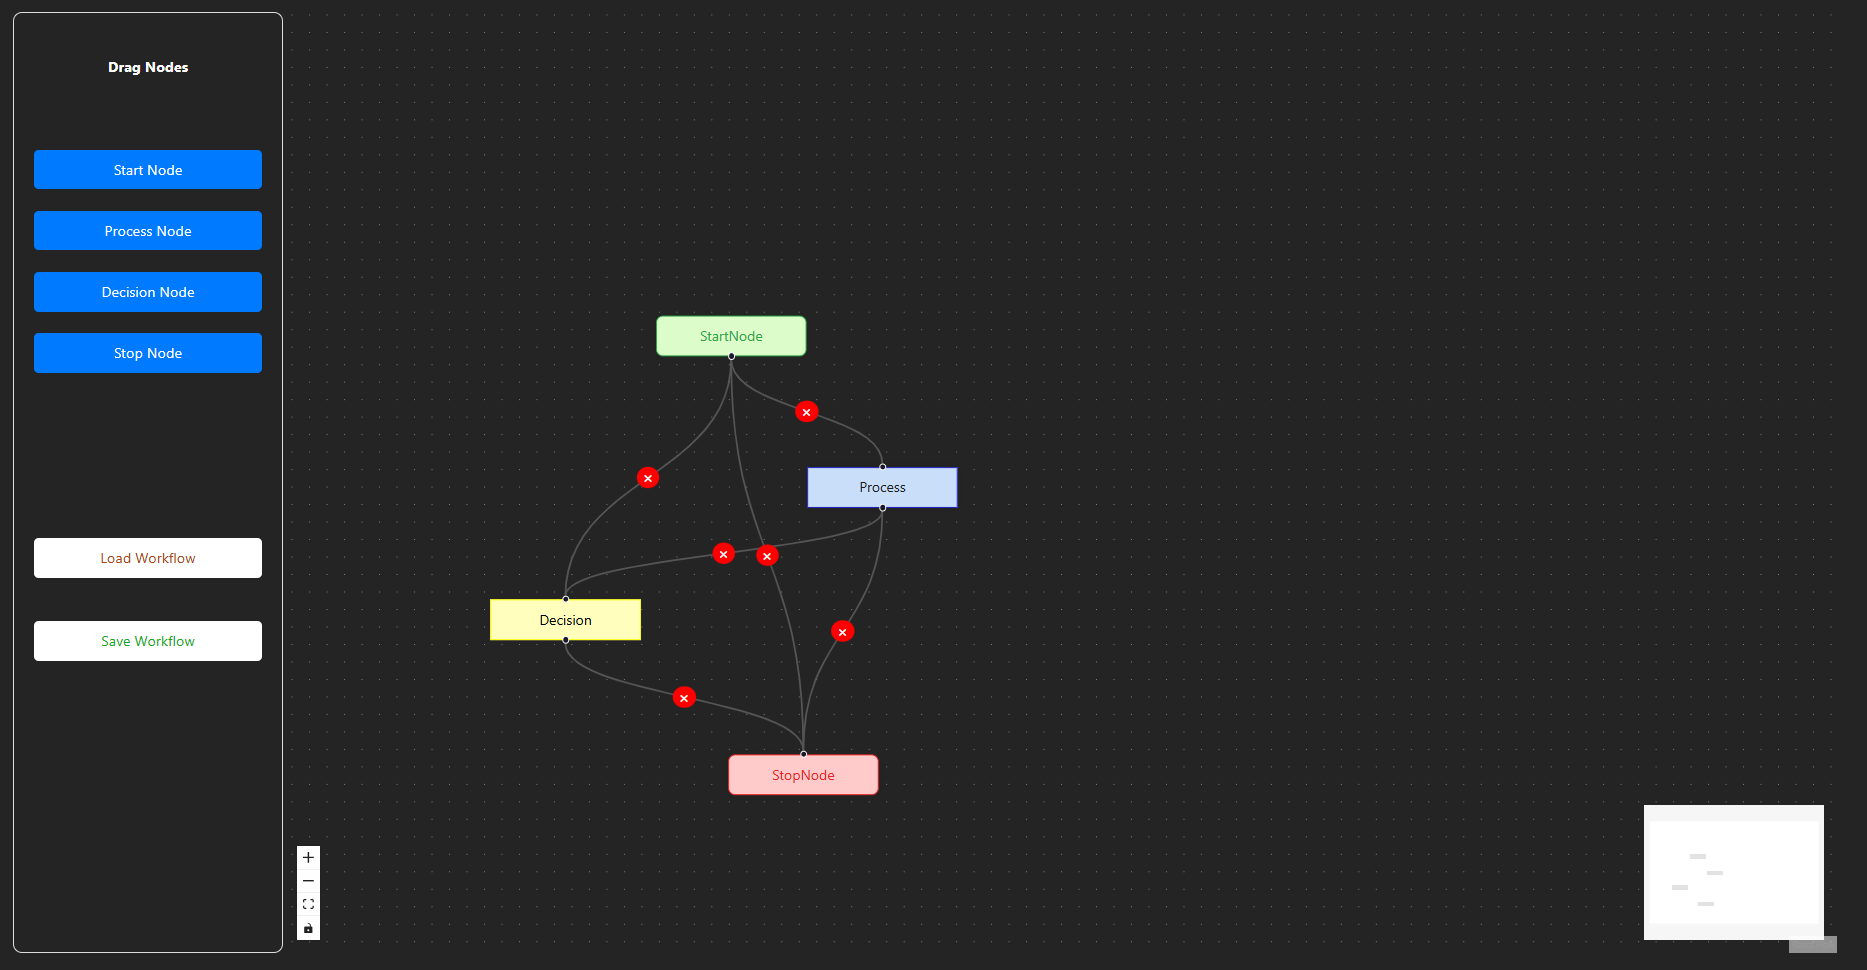 Drag Nodes
Start Node
Process Node
Decision Node
Stop Node
Load Workflow
Save Workflow
StartNode
Process
Decision
StopNode